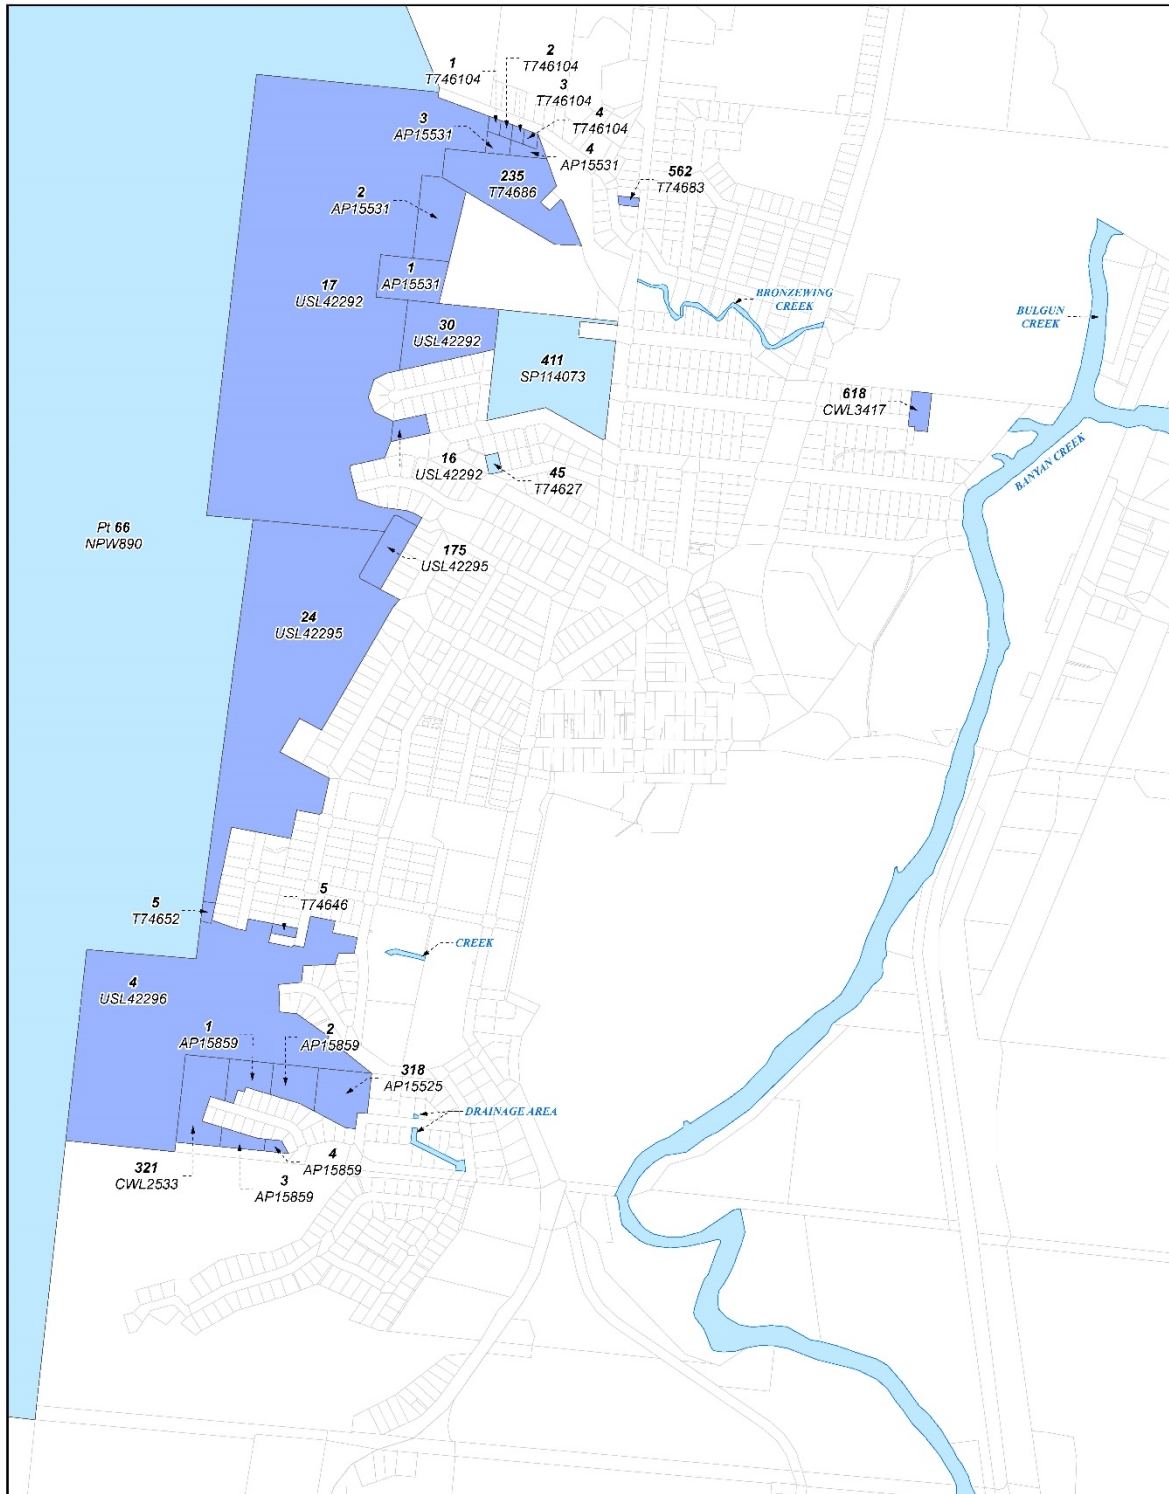 1
T746104
2
T746104
3
T746104
4
T746104
3
AP15531
4
AP15531
235
T74686
562
T74683
2
AP15531
1
AP15531
17
USL42292
BRONZEWING
CREEK
BULGUN
CREEK
30
USL42292
411
SP114073
618
CWL3417
16
USL42292
45
T74627
BANYAN CREEK
Pt 66
NPW890
175
USL42295
24
USL42295
5
T74652
5
T74646
CREEK
4
USL42296
1
AP15859
2
AP15859
318
AP15525
DRAINAGE AREA
321
CWL2533
3
AP15859
4
AP15859